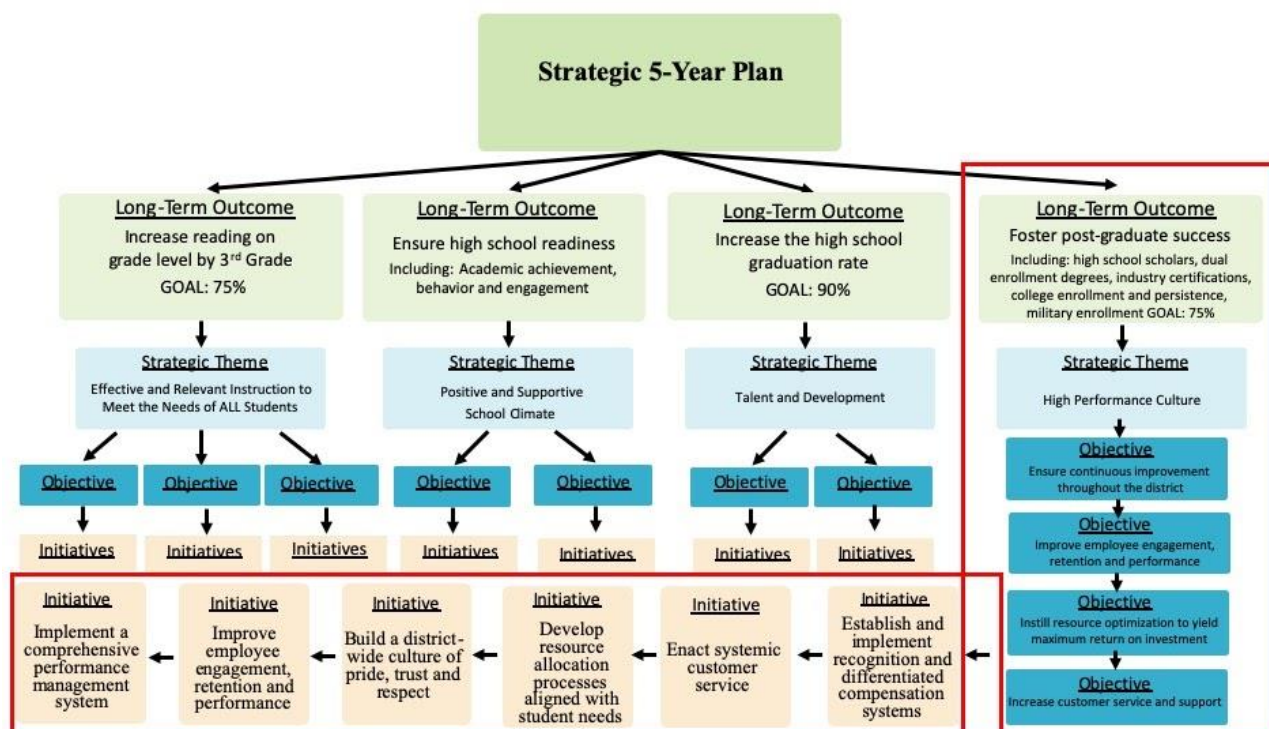 Strategic 5-Year Plan
Long-Term Outcome
Increase reading on
grade level by 3rd Grade
GOAL: 75%
Long-Term Outcome
Ensure high school readiness
Including: Academic achievement,
behavior and engagement
Long-Term Outcome
Increase the high school
graduation rate
GOAL: 90%
Long-Term Outcome
Foster post-graduate success
Including: high school scholars, dual
enrollment degrees, industry certifications,
college enrollment and persistence,
military enrollment GOAL: 75%
Strategic Theme
Effective and Relevant Instruction to
Meet the Needs of ALL Students
Strategic Theme
Positive and Supportive
School Climate
Strategic Theme
Talent and Development
Strategic Theme
High Performance Culture
Objective
Objective
Objective
Objective
Objective
Objective
Objective
Objective
Ensure continuous improvement
throughout the district
Initiatives
Initiatives
Initiatives
Initiatives
Initiatives
Initiatives
Initiatives
Objective
Improve employee engagement,
retention and performance
Objective
Instill resource optimization to yield
maximum return on investment
Objective
Increase customer service and support
Initiative
Implement a
comprehensive
performance
management
system
Initiative
Improve
employee
engagement,
retention and
performance
Initiative
Build a district-
wide culture of
pride, trust and
respect
Initiative
Develop
resource
allocation
processes
aligned with
student needs
Initiative
Enact systemic
customer
service
Initiative
Establish and
implement
recognition and
differentiated
compensation
systems